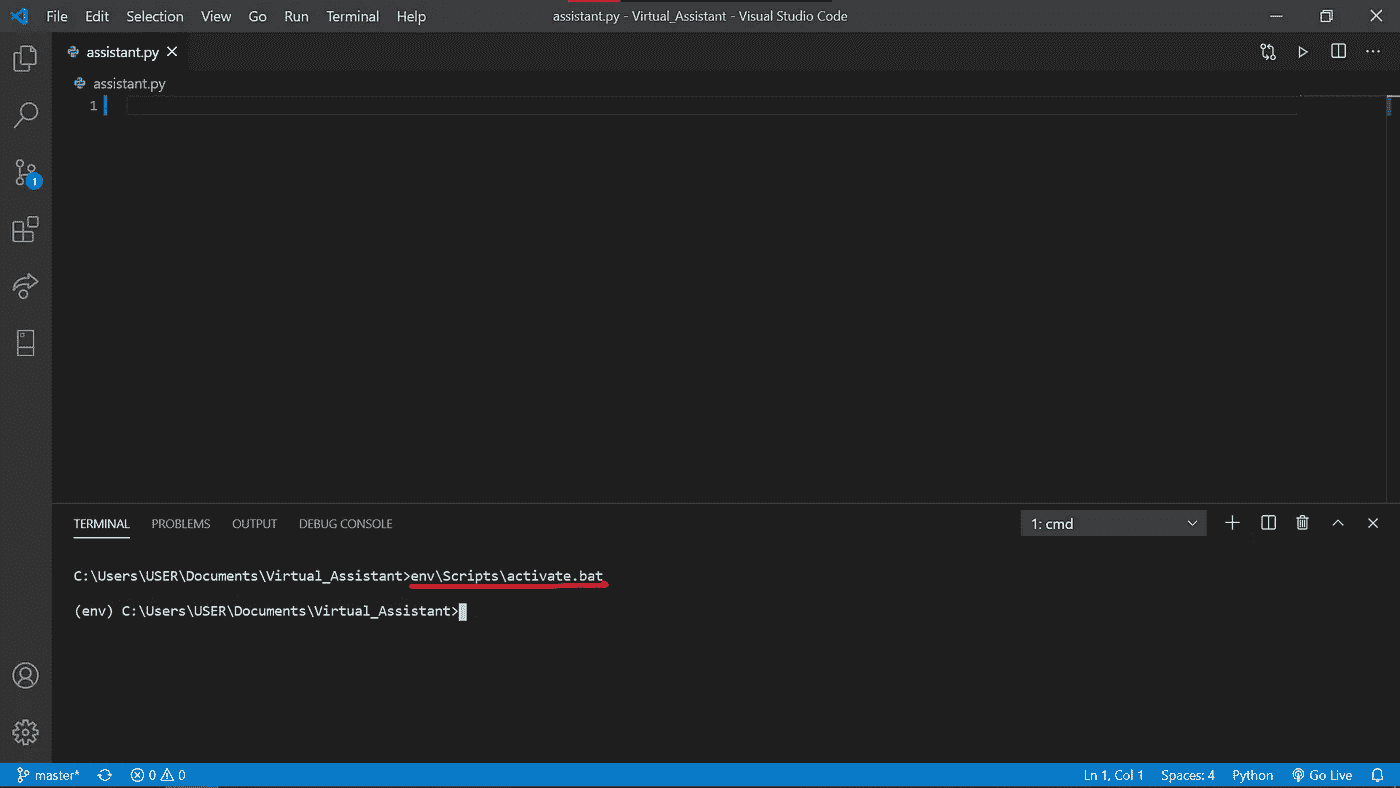 File Edit Selection View Go Run Terminal Help assistant.py - Virtual_Assistant - Visual Studio Code
assistant.py
assistant.py
1
1
TERMINAL PROBLEMS OUTPUT DEBUG CONSOLE 1: cmd
C:\Users\USER\Documents\Virtual_Assistant>env\Scripts\activate.bat
(env) C:\Users\USER\Documents\Virtual_Assistant>
master* 0 0 Ln 1, Col 1 Spaces: 4 Python Go Live